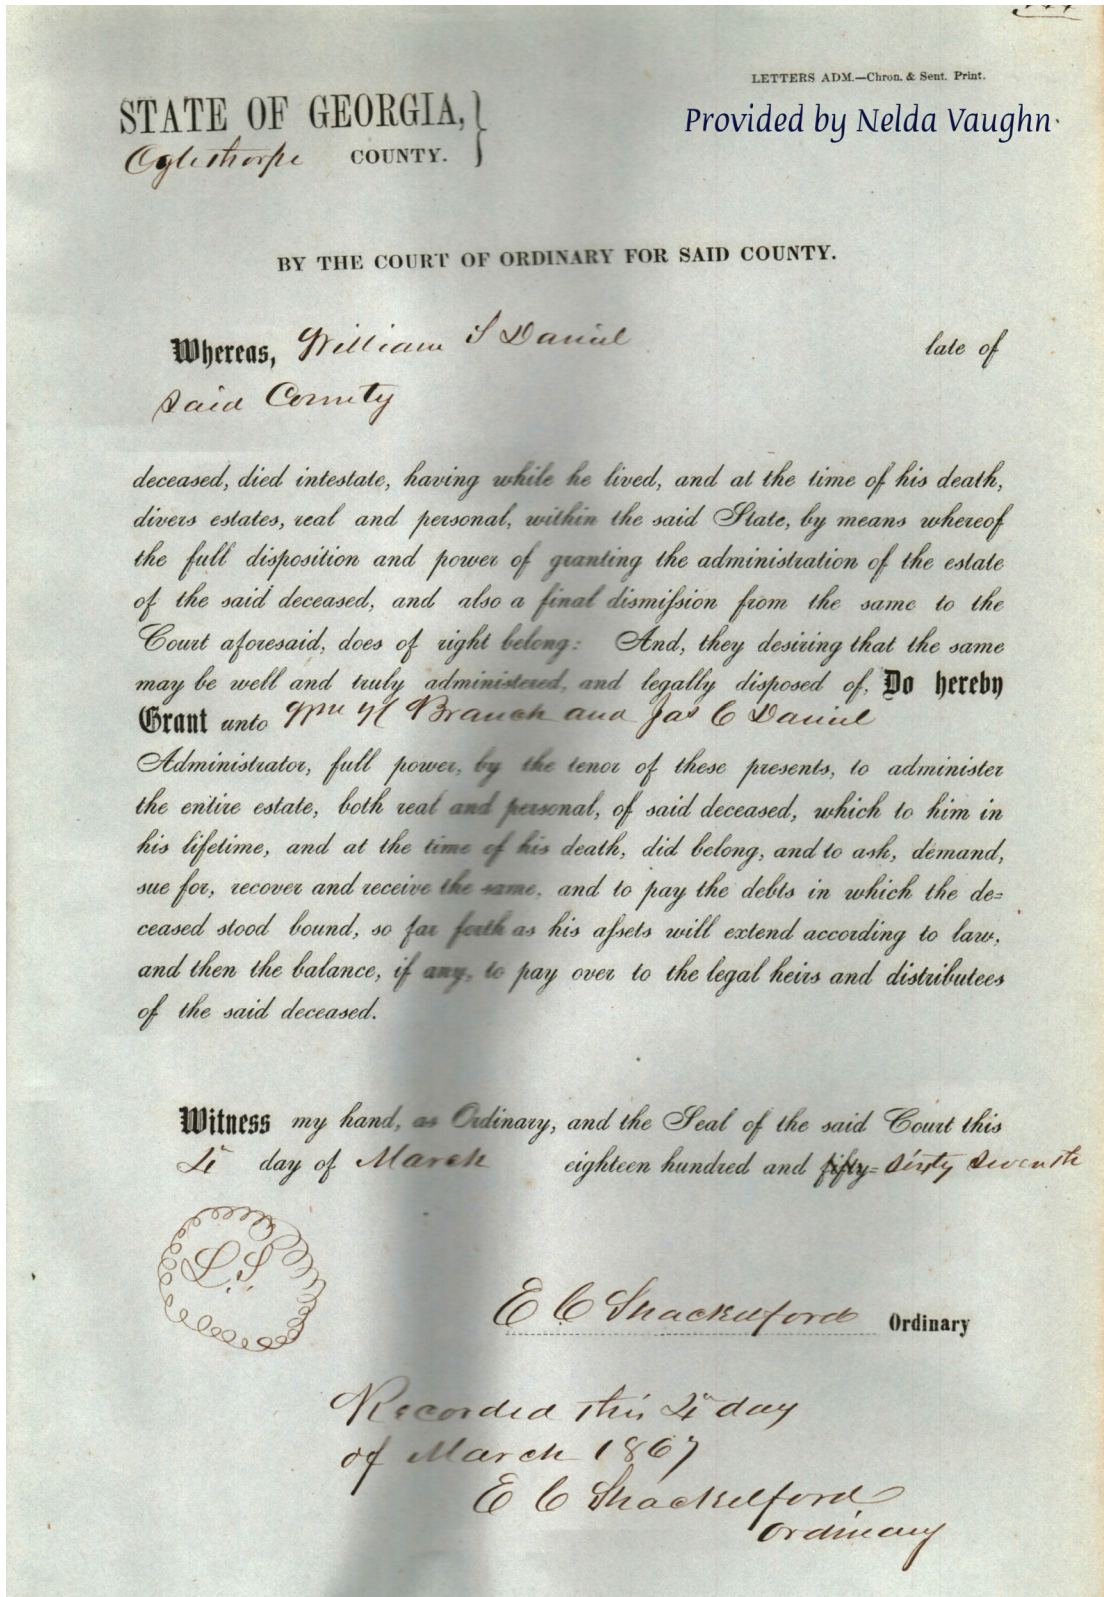 LETTERS ADM.—Chron. & Sent. Print.
Provided by Nelda Vaughn
STATE OF GEORGIA,
Oglethorpe COUNTY.
BY THE COURT OF ORDINARY FOR SAID COUNTY.
Whereas, William S Daniel late of
said County
deceased, died intestate, having while he lived, and at the time of his death,
divers estates, real and personal, within the said State, by means whereof
the full disposition and power of granting the administration of the estate
of the said deceased, and also a final dismission from the same to the
Court aforesaid, does of right belong: And, they desiring that the same
may be well and truly administered, and legally disposed of, Do hereby
Grant unto Wm H Branch and Jas C Daniel
Administrator, full power, by the tenor of these presents, to administer
the entire estate, both real and personal, of said deceased, which to him in
his lifetime, and at the time of his death, did belong, and to ask, demand,
sue for, recover and receive the same, and to pay the debts in which the de=
ceased stood bound, so far forth as his assets will extend according to law,
and then the balance, if any, to pay over to the legal heirs and distributees
of the said deceased.
Witness my hand, as Ordinary, and the Seal of the said Court this
4th day of March eighteen hundred and fifty= sixty seventh
L.S.
E C Shackelford Ordinary
Recorded this 4th day
of March 1867
E C Shackelford
Ordinary